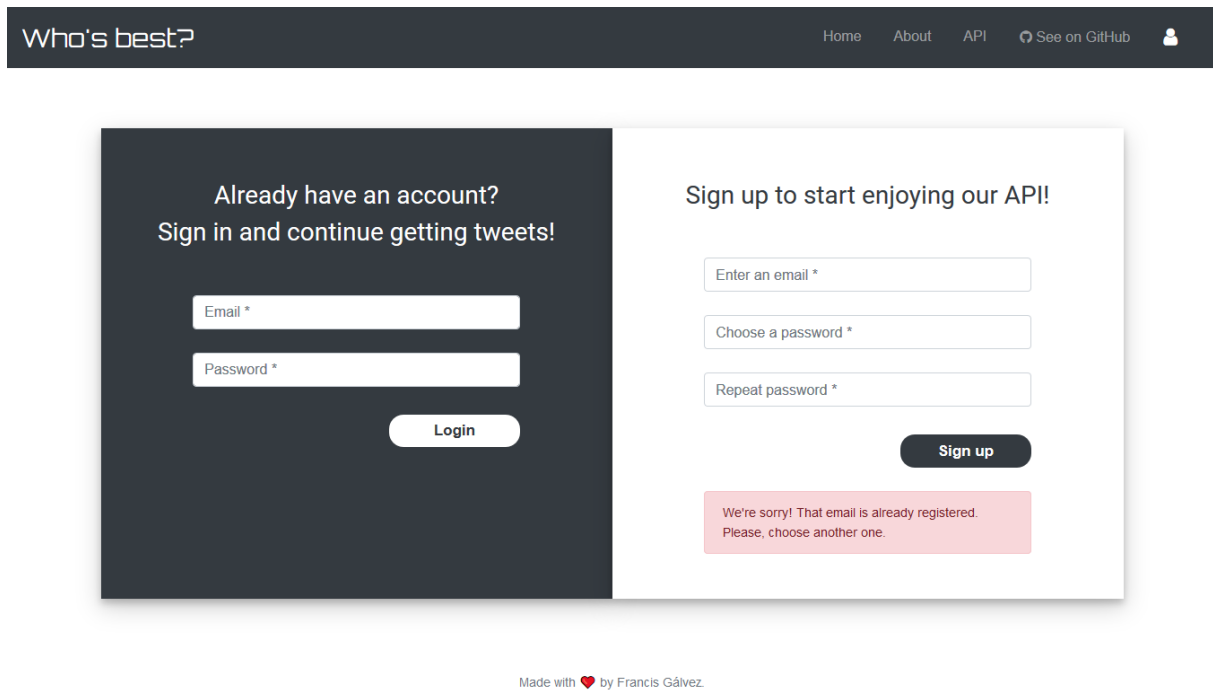 Who's best?
Home
About
API
See on GitHub
Already have an account?
Sign in and continue getting tweets!
Email *
Password *
Login
Sign up to start enjoying our API!
Enter an email *
Choose a password *
Repeat password *
Sign up
We're sorry! That email is already registered.
Please, choose another one.
Made with ❤ by Francis Gálvez.